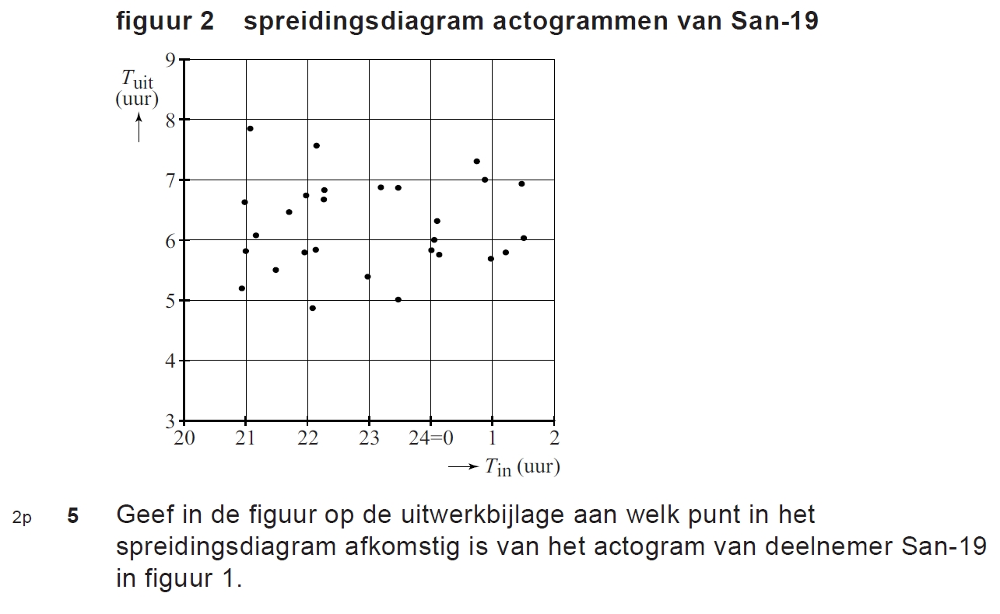 figuur 2 spreidingsdiagram actogrammen van San-19
9
Tuit
(uur)
8
7
6
5
4
3
20 21 22 23 24=0 1 2
Tin (uur)
2p 5 Geef in de figuur op de uitwerkbijlage aan welk punt in het
spreidingsdiagram afkomstig is van het actogram van deelnemer San-19
in figuur 1.